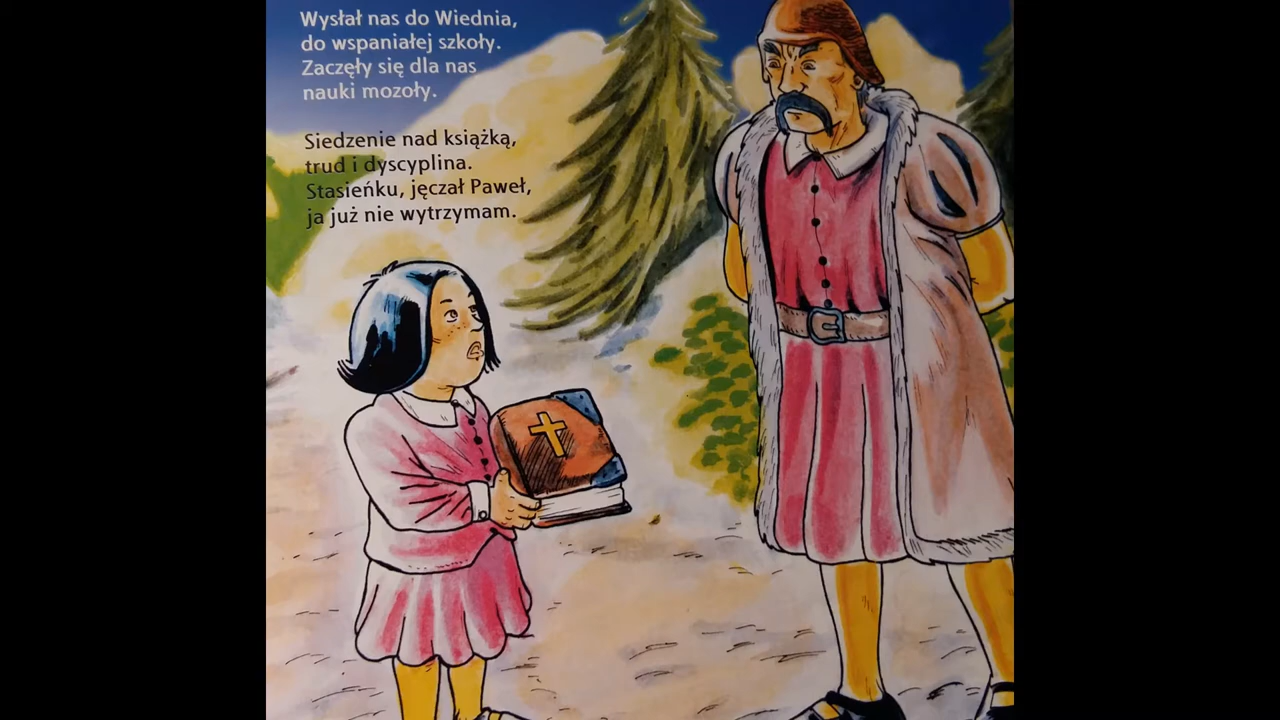 Wysłał nas do Wiednia,
do wspaniałej szkoły.
Zaczęły się dla nas
nauki mozoły.
Siedzenie nad książką,
trud i dyscyplina.
Stasieńku, jęczał Paweł,
ja już nie wytrzymam.